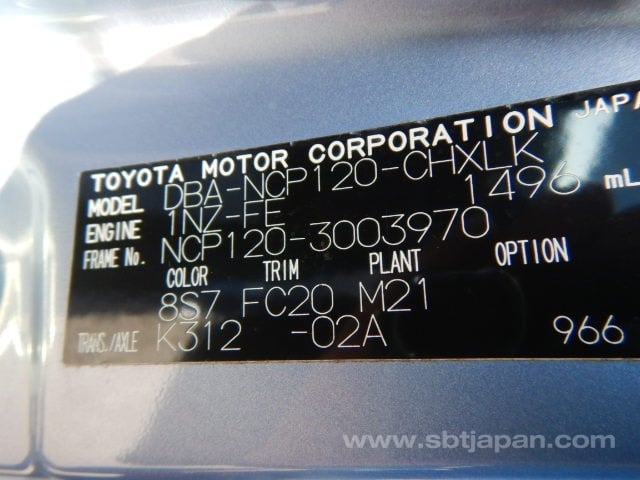 TOYOTA MOTOR CORPORATION JAPA
MODEL DBA-NCP120-CHXLK
ENGINE 1NZ-FE 1496 mL
FRAME No. NCP120-3003970
COLOR TRIM PLANT OPTION
8S7 FC20 M21
TRANS./AXLE K312 -02A 966
www.sbtjapan.com